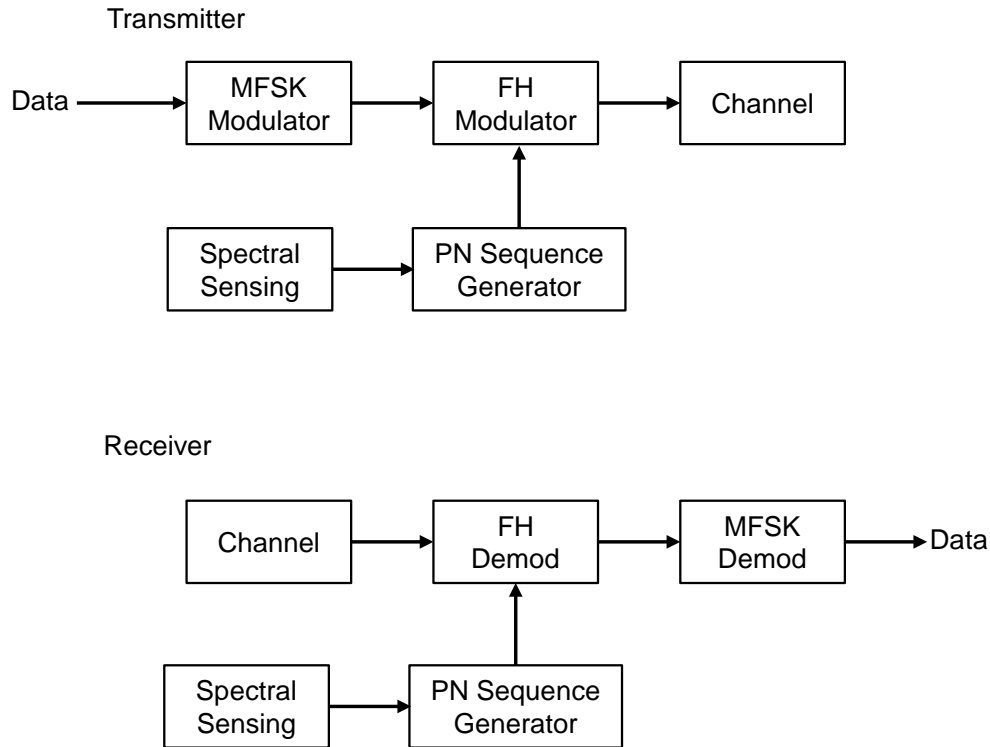 Transmitter
Data
MFSK
Modulator
FH
Modulator
Channel
Spectral
Sensing
PN Sequence
Generator
Receiver
Channel
FH
Demod
MFSK
Demod
Data
Spectral
Sensing
PN Sequence
Generator